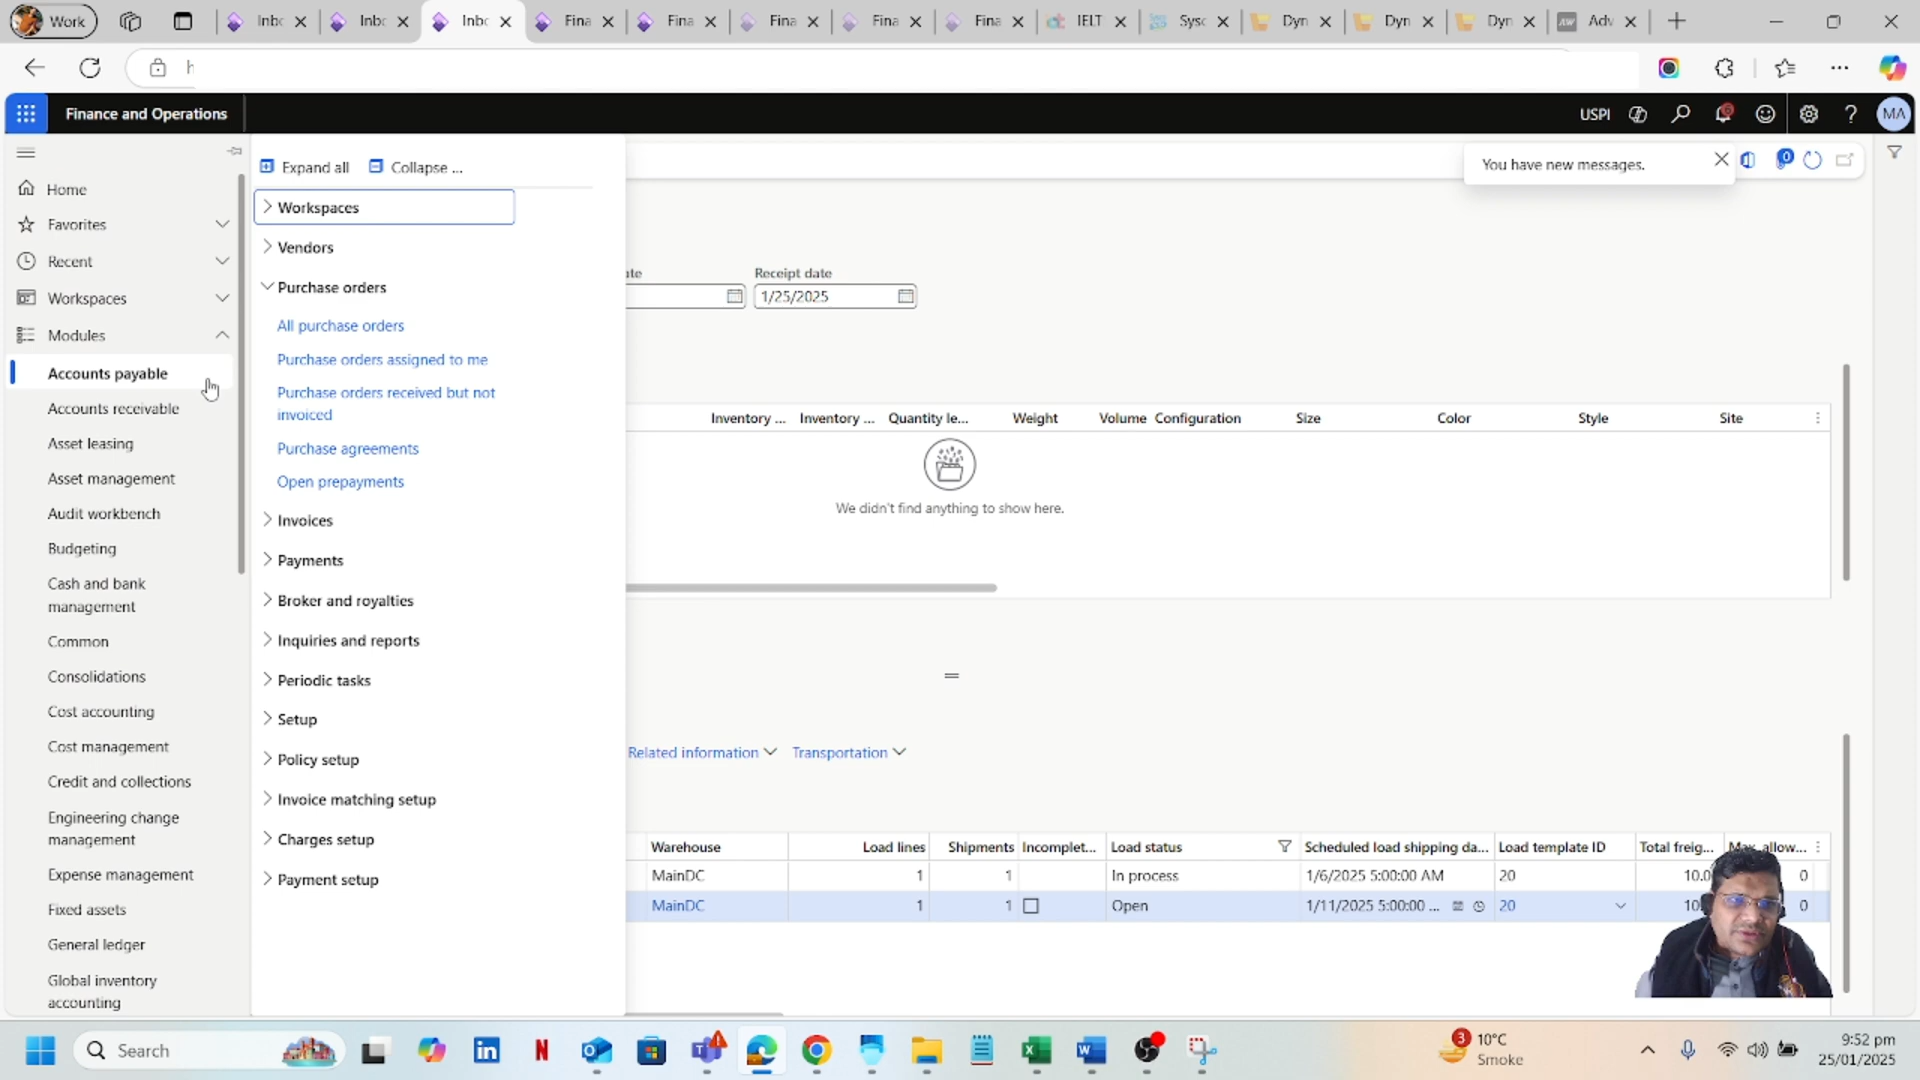 Work
Inbc
Inbc
Inbc
Fina
Fina
Fina
Fina
Fina
IELT
Sysc
Dyn
Dyn
Dyn
Adv
h
Finance and Operations
USPI
MA
Expand all
Collapse ...
You have new messages.
0
Home
Favorites
Recent
Workspaces
Modules
Accounts payable
Accounts receivable
Asset leasing
Asset management
Audit workbench
Budgeting
Cash and bank
management
Common
Consolidations
Cost accounting
Cost management
Credit and collections
Engineering change
management
Expense management
Fixed assets
General ledger
Global inventory
accounting
Workspaces
Vendors
Purchase orders
All purchase orders
Purchase orders assigned to me
Purchase orders received but not
invoiced
Purchase agreements
Open prepayments
Invoices
Payments
Broker and royalties
Inquiries and reports
Periodic tasks
Setup
Policy setup
Invoice matching setup
Charges setup
Payment setup
Receipt date
1/25/2025
Inventory ... Inventory ... Quantity le... Weight Volume Configuration Size Color Style Site
We didn't find anything to show here.
Related information Transportation
Warehouse Load lines Shipments Incomplet... Load status Scheduled load shipping da... Load template ID Total freig... Max. allow...
MainDC 1 1 In process 1/6/2025 5:00:00 AM 20 10.0 0
MainDC 1 1 Open 1/11/2025 5:00:00 ... 20 10. 0
Search
3
10°C
Smoke
9:52 pm
25/01/2025